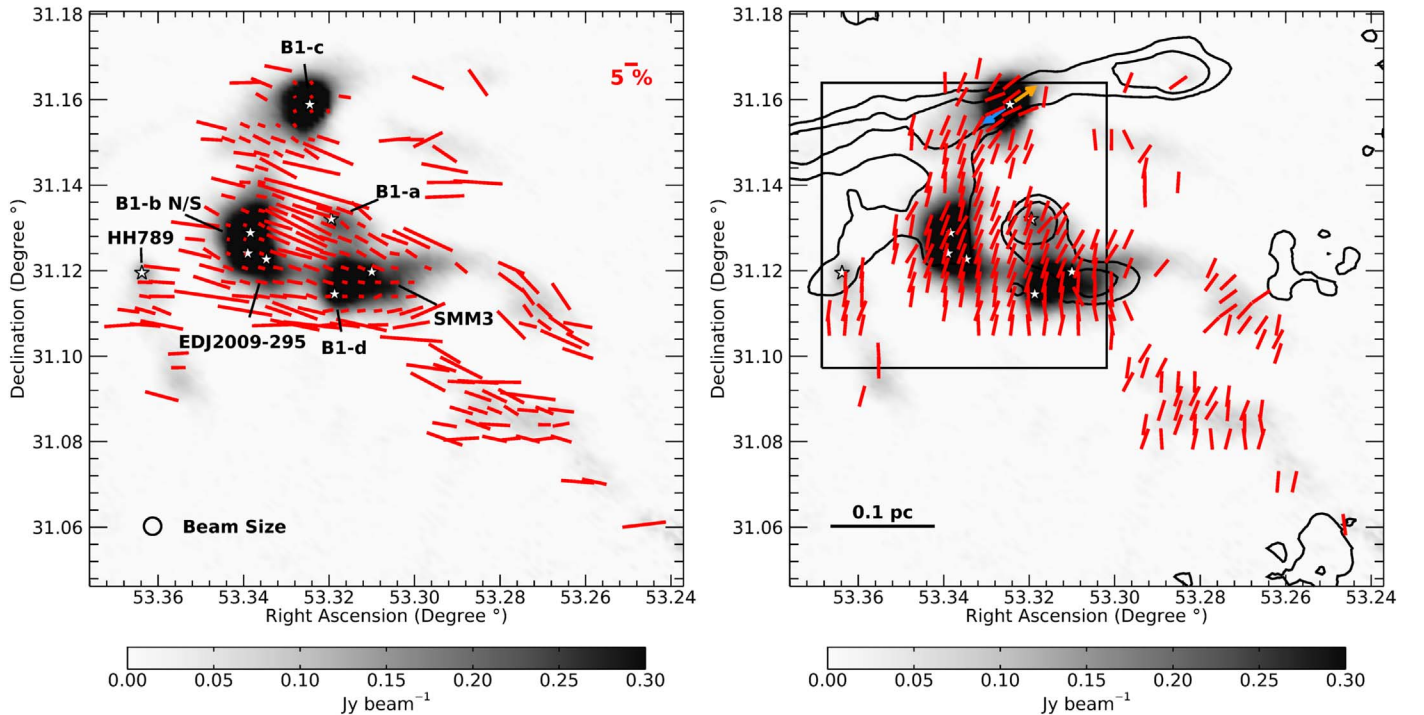 31.18
31.16
31.14
31.12
31.10
31.08
31.06
Declination (Degree °)
B1-c
5 %
B1-a
B1-b N/S
HH789
SMM3
EDJ2009-295
B1-d
Beam Size
53.36
53.34
53.32
53.30
53.28
53.26
53.24
Right Ascension (Degree °)
0.00
0.05
0.10
0.15
0.20
0.25
0.30
Jy beam⁻¹
31.18
31.16
31.14
31.12
31.10
31.08
31.06
Declination (Degree °)
0.1 pc
53.36
53.34
53.32
53.30
53.28
53.26
53.24
Right Ascension (Degree °)
0.00
0.05
0.10
0.15
0.20
0.25
0.30
Jy beam⁻¹